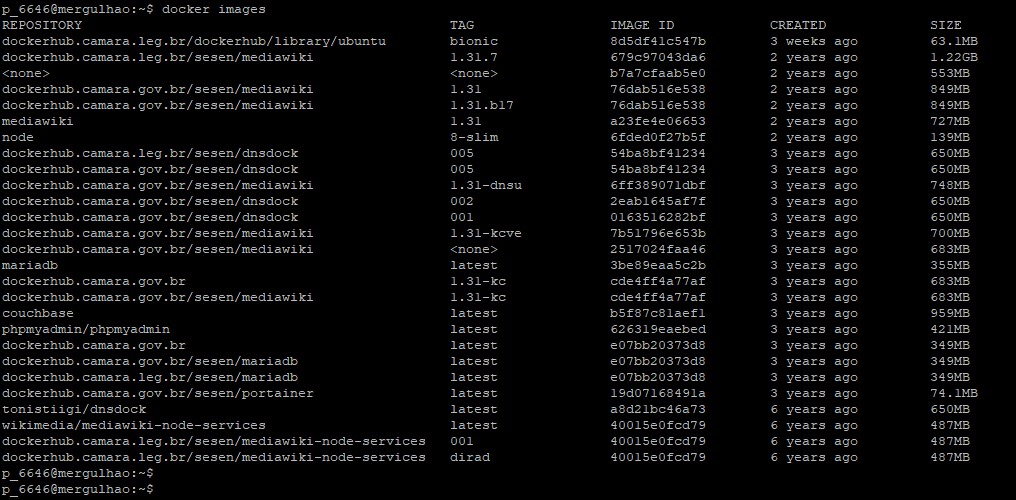 p_6646@mergulhao:~$ docker images
REPOSITORY TAG IMAGE ID CREATED SIZE
dockerhub.camara.leg.br/dockerhub/library/ubuntu bionic 8d5df41c547b 3 weeks ago 63.1MB
dockerhub.camara.leg.br/sesen/mediawiki 1.31.7 679c97043da6 2 years ago 1.22GB
<none> <none> b7a7cfaab5e0 2 years ago 553MB
dockerhub.camara.gov.br/sesen/mediawiki 1.31 76dab516e538 2 years ago 849MB
dockerhub.camara.gov.br/sesen/mediawiki 1.31.b17 76dab516e538 2 years ago 849MB
mediawiki 1.31 a23fe4e06653 2 years ago 727MB
node 8-slim 6fded0f27b5f 2 years ago 139MB
dockerhub.camara.leg.br/sesen/dnsdock 005 54ba8bf41234 3 years ago 650MB
dockerhub.camara.gov.br/sesen/dnsdock 005 54ba8bf41234 3 years ago 650MB
dockerhub.camara.gov.br/sesen/mediawiki 1.31-dnsu 6ff389071dbf 3 years ago 748MB
dockerhub.camara.gov.br/sesen/dnsdock 002 2eab1645af7f 3 years ago 650MB
dockerhub.camara.gov.br/sesen/dnsdock 001 0163516282bf 3 years ago 650MB
dockerhub.camara.gov.br/sesen/mediawiki 1.31-kcve 7b51796e653b 3 years ago 700MB
dockerhub.camara.gov.br/sesen/mediawiki <none> 2517024faa46 3 years ago 683MB
mariadb latest 3be89eaa5c2b 3 years ago 355MB
dockerhub.camara.gov.br 1.31-kc cde4ff4a77af 3 years ago 683MB
dockerhub.camara.gov.br/sesen/mediawiki 1.31-kc cde4ff4a77af 3 years ago 683MB
couchbase latest b5f87c81aef1 3 years ago 959MB
phpmyadmin/phpmyadmin latest 626319eaebed 3 years ago 421MB
dockerhub.camara.gov.br latest e07bb20373d8 3 years ago 349MB
dockerhub.camara.gov.br/sesen/mariadb latest e07bb20373d8 3 years ago 349MB
dockerhub.camara.leg.br/sesen/mariadb latest e07bb20373d8 3 years ago 349MB
dockerhub.camara.gov.br/sesen/portainer latest 19d07168491a 3 years ago 74.1MB
tonistiigi/dnsdock latest a8d21bc46a73 6 years ago 650MB
wikimedia/mediawiki-node-services latest 40015e0fcd79 6 years ago 487MB
dockerhub.camara.leg.br/sesen/mediawiki-node-services 001 40015e0fcd79 6 years ago 487MB
dockerhub.camara.leg.br/sesen/mediawiki-node-services dirad 40015e0fcd79 6 years ago 487MB
p_6646@mergulhao:~$
p_6646@mergulhao:~$